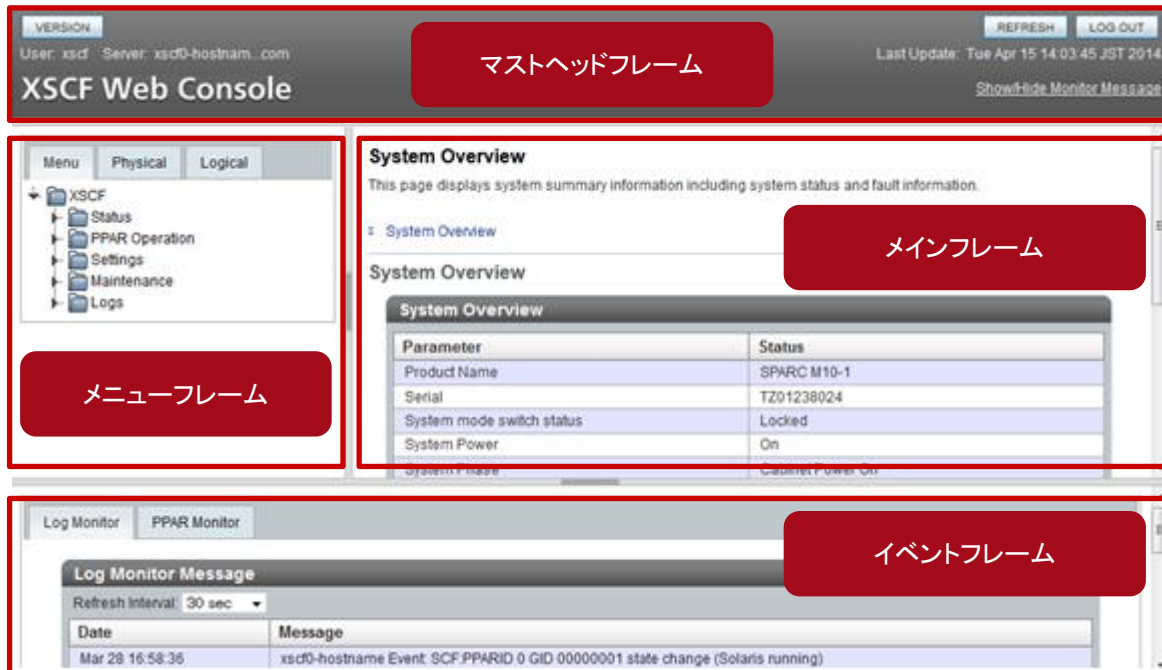 VERSION
REFRESH LOG OUT
User: xscf Server: xscf0-hostnam...com
Last Update: Tue Apr 15 14:03:45 JST 2014
マストヘッドフレーム
XSCF Web Console
Show/Hide Monitor Message
Menu Physical Logical
XSCF
Status
PPAR Operation
Settings
Maintenance
Logs
メニューフレーム
System Overview
This page displays system summary information including system status and fault information.
System Overview
メインフレーム
System Overview
System Overview
Parameter Status
Product Name SPARC M10-1
Serial TZ01238024
System mode switch status Locked
System Power On
System Phase Cabinet Power On
Log Monitor PPAR Monitor
イベントフレーム
Log Monitor Message
Refresh Interval: 30 sec
Date Message
Mar 28 16:58:36 xscf0-hostname Event: SCF:PPARID 0 GID 00000001 state change (Solaris running)